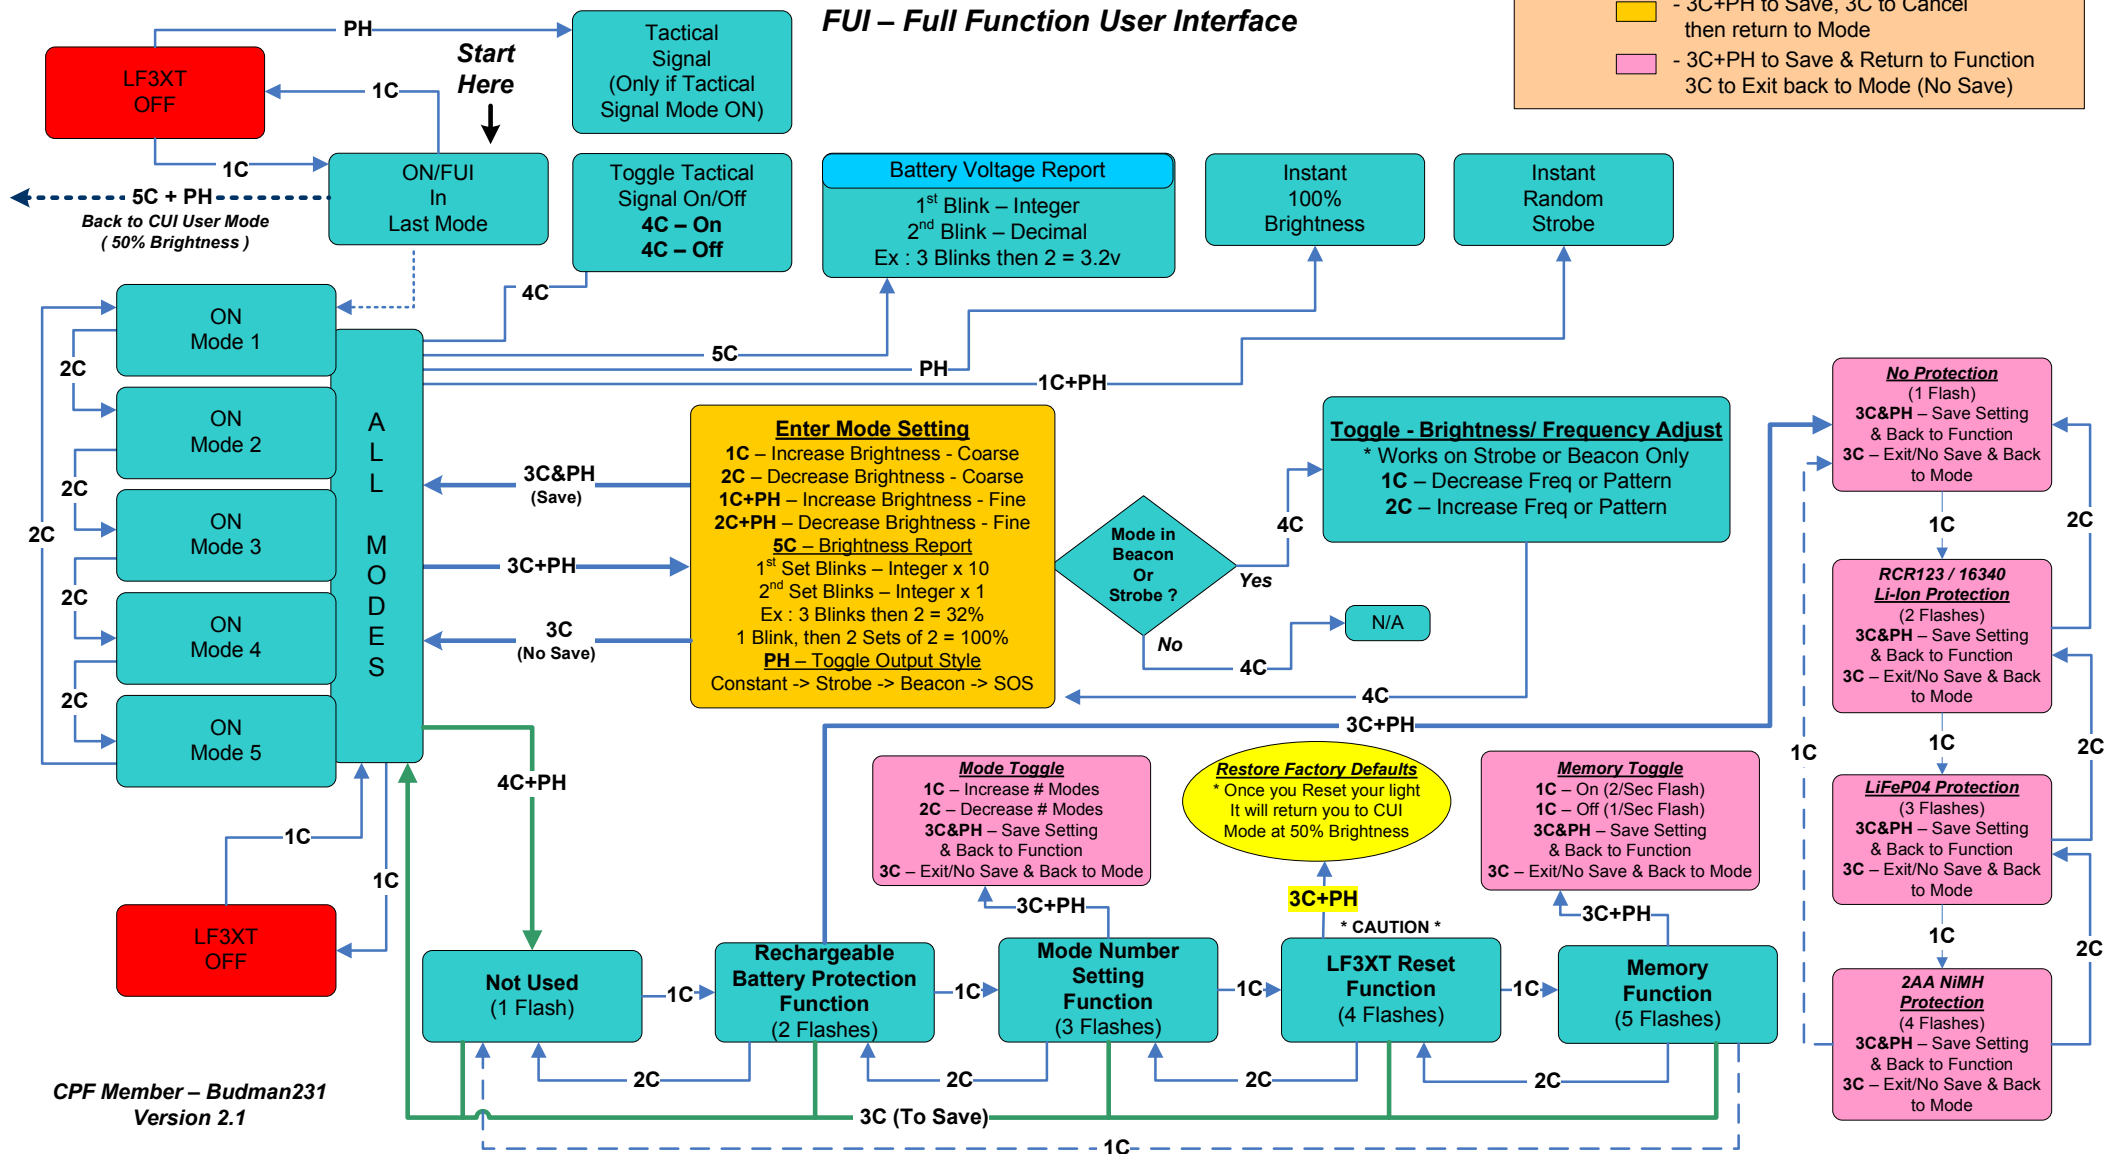 FUI – Full Function User Interface
- 3C+PH to Save, 3C to Cancel
then return to Mode
- 3C+PH to Save & Return to Function
3C to Exit back to Mode (No Save)
PH
Tactical
Signal
(Only if Tactical
Signal Mode ON)
Start
Here
LF3XT
OFF
1C
1C
ON/FUI
In
Last Mode
5C + PH
Back to CUI User Mode
( 50% Brightness )
Toggle Tactical
Signal On/Off
4C – On
4C – Off
Battery Voltage Report
1st Blink – Integer
2nd Blink – Decimal
Ex : 3 Blinks then 2 = 3.2v
Instant
100%
Brightness
Instant
Random
Strobe
4C
5C
PH
1C+PH
ON
Mode 1
2C
ON
Mode 2
2C
ON
Mode 3
2C
2C
ON
Mode 4
2C
ON
Mode 5
A
L
L
M
O
D
E
S
3C&PH
(Save)
3C+PH
3C
(No Save)
Enter Mode Setting
1C – Increase Brightness - Coarse
2C – Decrease Brightness - Coarse
1C+PH – Increase Brightness - Fine
2C+PH – Decrease Brightness - Fine
5C – Brightness Report
1st Set Blinks – Integer x 10
2nd Set Blinks – Integer x 1
Ex : 3 Blinks then 2 = 32%
1 Blink, then 2 Sets of 2 = 100%
PH – Toggle Output Style
Constant -> Strobe -> Beacon -> SOS
Mode in
Beacon
Or
Strobe ?
Yes
No
4C
4C
N/A
4C
Toggle - Brightness/ Frequency Adjust
* Works on Strobe or Beacon Only
1C – Decrease Freq or Pattern
2C – Increase Freq or Pattern
No Protection
(1 Flash)
3C&PH – Save Setting
& Back to Function
3C – Exit/No Save & Back
to Mode
1C
2C
RCR123 / 16340
Li-Ion Protection
(2 Flashes)
3C&PH – Save Setting
& Back to Function
3C – Exit/No Save & Back
to Mode
1C
2C
1C
LiFeP04 Protection
(3 Flashes)
3C&PH – Save Setting
& Back to Function
3C – Exit/No Save & Back
to Mode
1C
2C
2AA NiMH
Protection
(4 Flashes)
3C&PH – Save Setting
& Back to Function
3C – Exit/No Save & Back
to Mode
3C+PH
4C+PH
1C
1C
LF3XT
OFF
Mode Toggle
1C – Increase # Modes
2C – Decrease # Modes
3C&PH – Save Setting
& Back to Function
3C – Exit/No Save & Back to Mode
3C+PH
Restore Factory Defaults
* Once you Reset your light
It will return you to CUI
Mode at 50% Brightness
3C+PH
* CAUTION *
Memory Toggle
1C – On (2/Sec Flash)
1C – Off (1/Sec Flash)
3C&PH – Save Setting
& Back to Function
3C – Exit/No Save & Back to Mode
3C+PH
Not Used
(1 Flash)
1C
Rechargeable
Battery Protection
Function
(2 Flashes)
1C
Mode Number
Setting
Function
(3 Flashes)
1C
LF3XT Reset
Function
(4 Flashes)
1C
Memory
Function
(5 Flashes)
2C
2C
2C
2C
3C (To Save)
1C
CPF Member – Budman231
Version 2.1